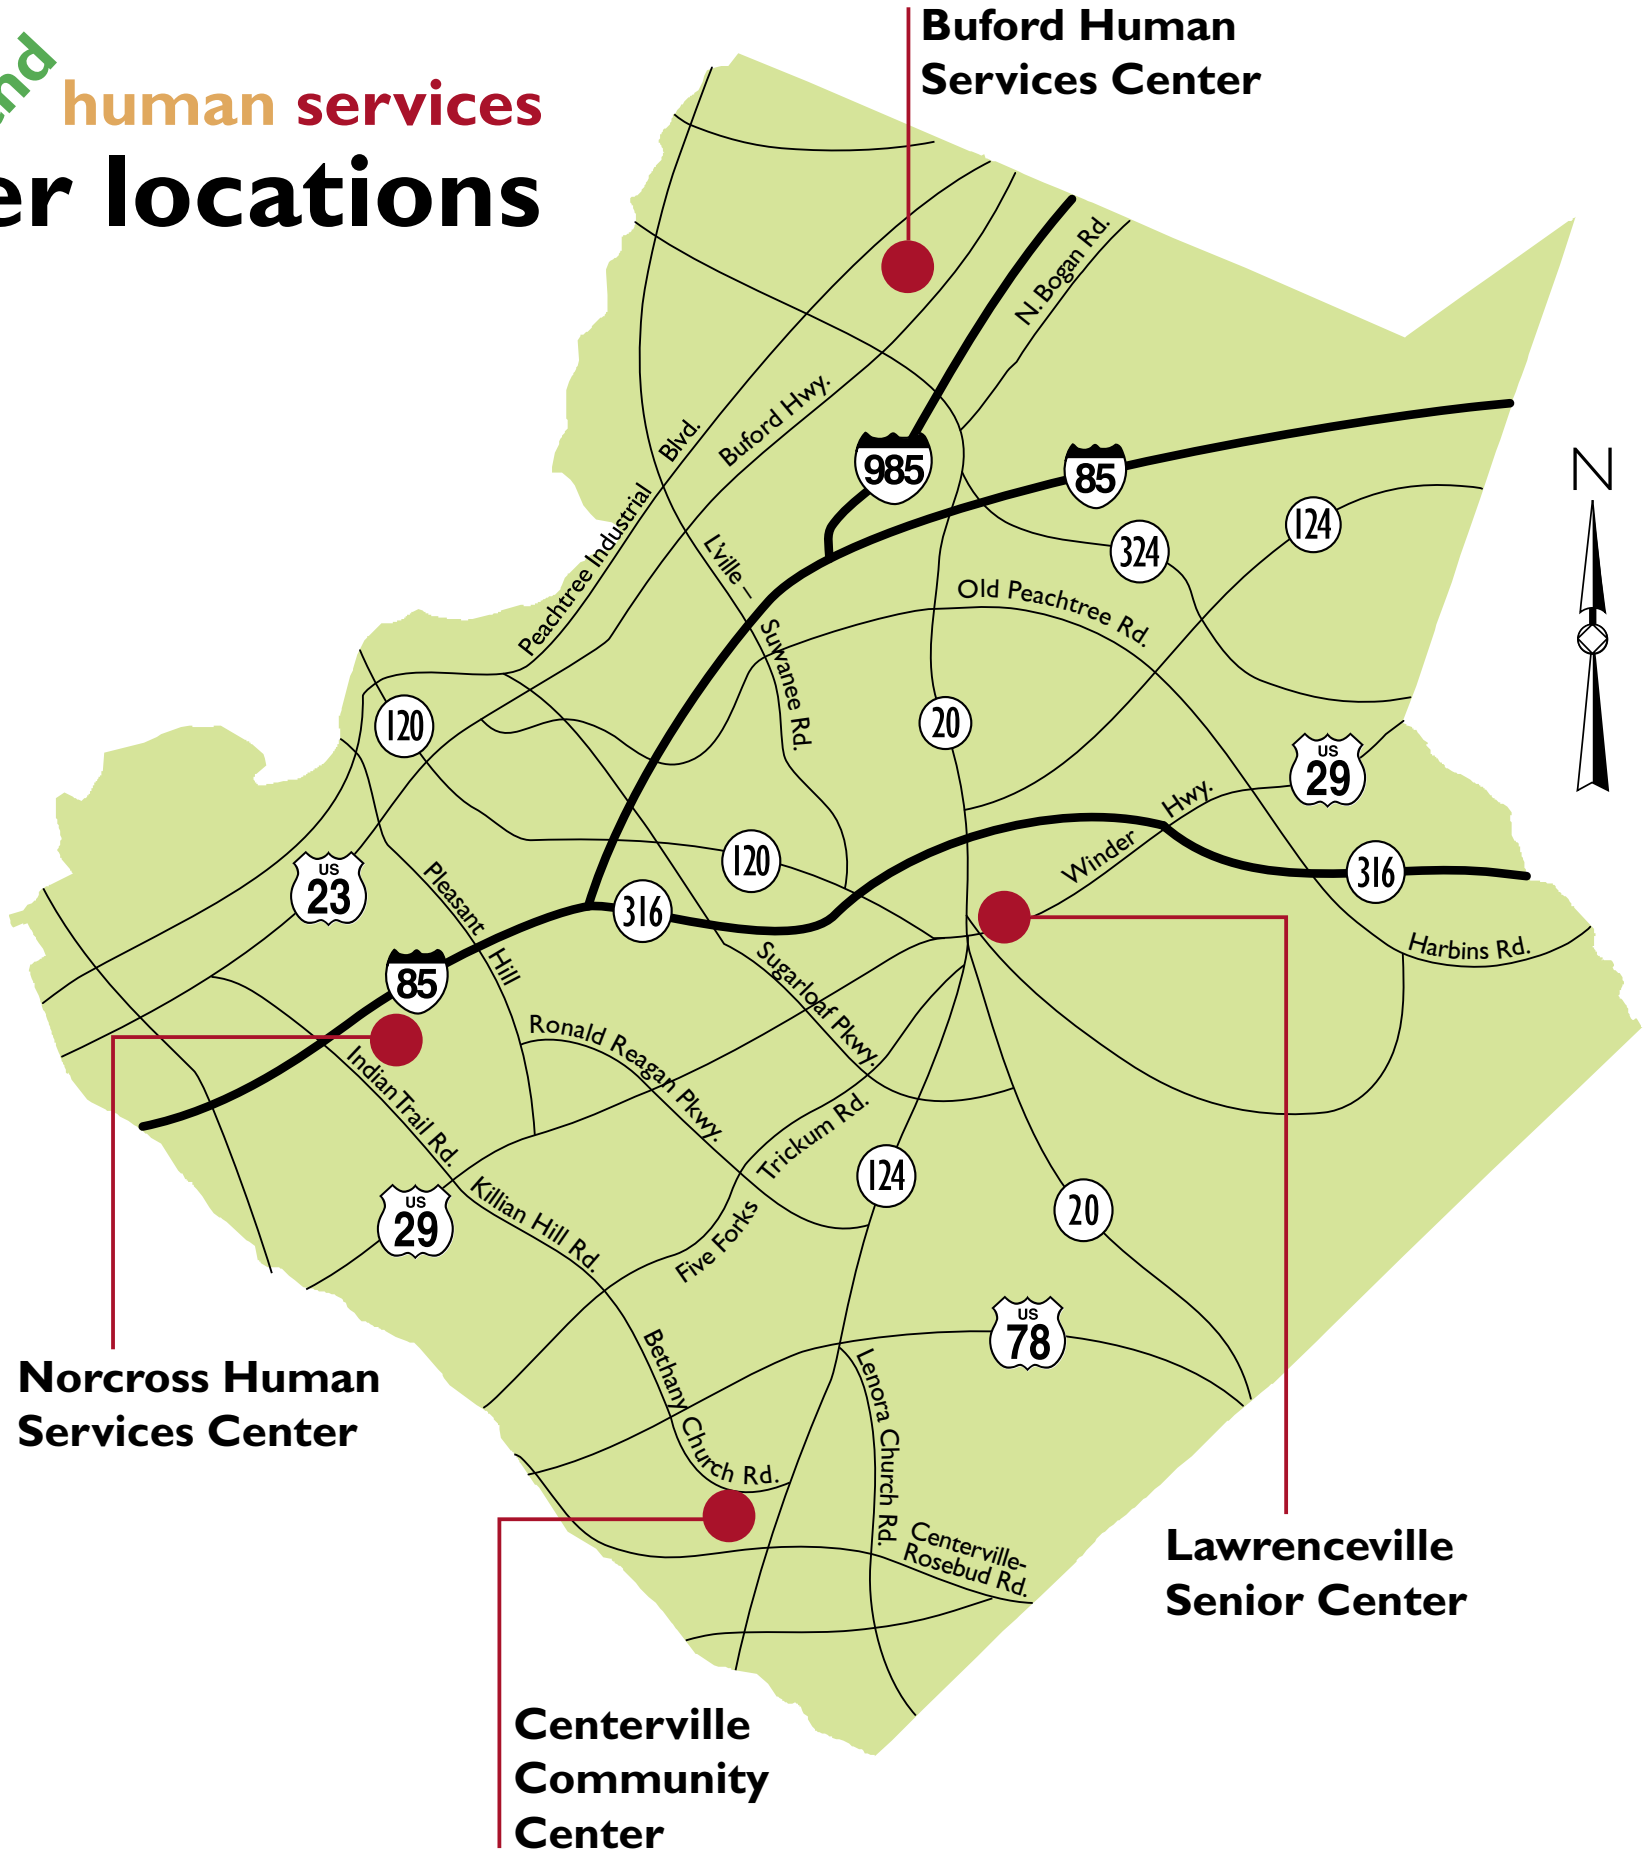 nd
human services
er locations
Buford Human
Services Center
N. Bogan Rd.
985
85
N
Buford Hwy.
Peachtree Industrial Blvd.
324
124
L'ville – Suwanee Rd.
Old Peachtree Rd.
120
20
US
29
Winder Hwy.
120
316
US
23
316
Pleasant Hill
85
Sugarloaf Pkwy.
Harbins Rd.
Ronald Reagan Pkwy.
Indian Trail Rd.
Five Forks Trickum Rd.
124
20
US
29
Killian Hill Rd.
US
78
Bethany Church Rd.
Lenora Church Rd.
Norcross Human
Services Center
Centerville-
Rosebud Rd.
Lawrenceville
Senior Center
Centerville
Community
Center